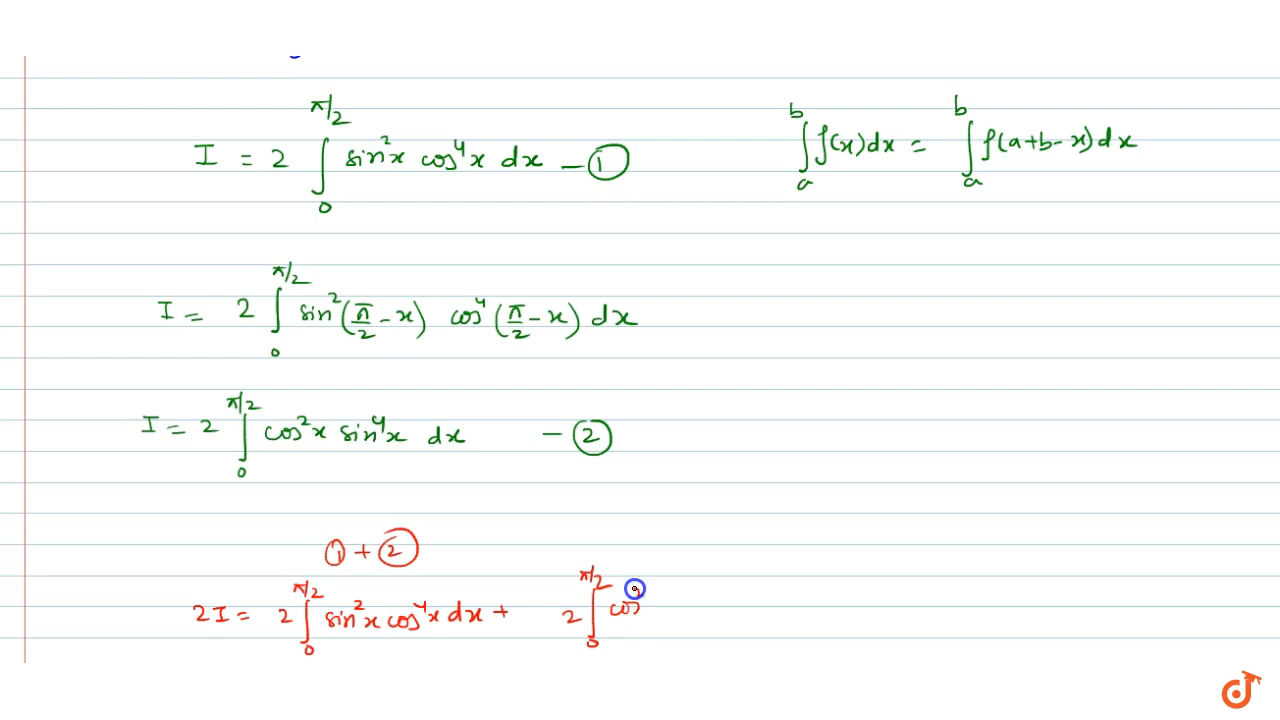 I = 2 ∫₀^(π/2) sin²x cos⁴x dx — ①
∫ₐᵇ f(x)dx = ∫ₐᵇ f(a+b-x)dx
I = 2 ∫₀^(π/2) sin²(π/2 - x) cos⁴(π/2 - x) dx
I = 2 ∫₀^(π/2) cos²x sin⁴x dx — ②
① + ②
2I = 2 ∫₀^(π/2) sin²x cos⁴x dx + 2 ∫₀^(π/2) cos